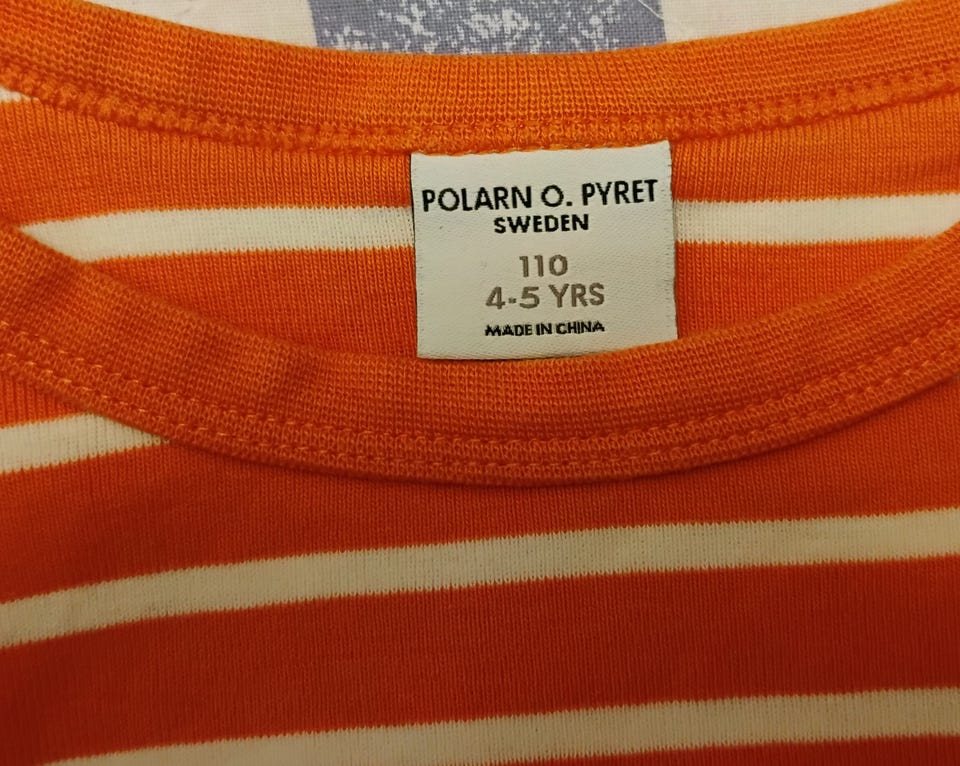 POLARN O. PYRET
SWEDEN
110
4-5 YRS
MADE IN CHINA